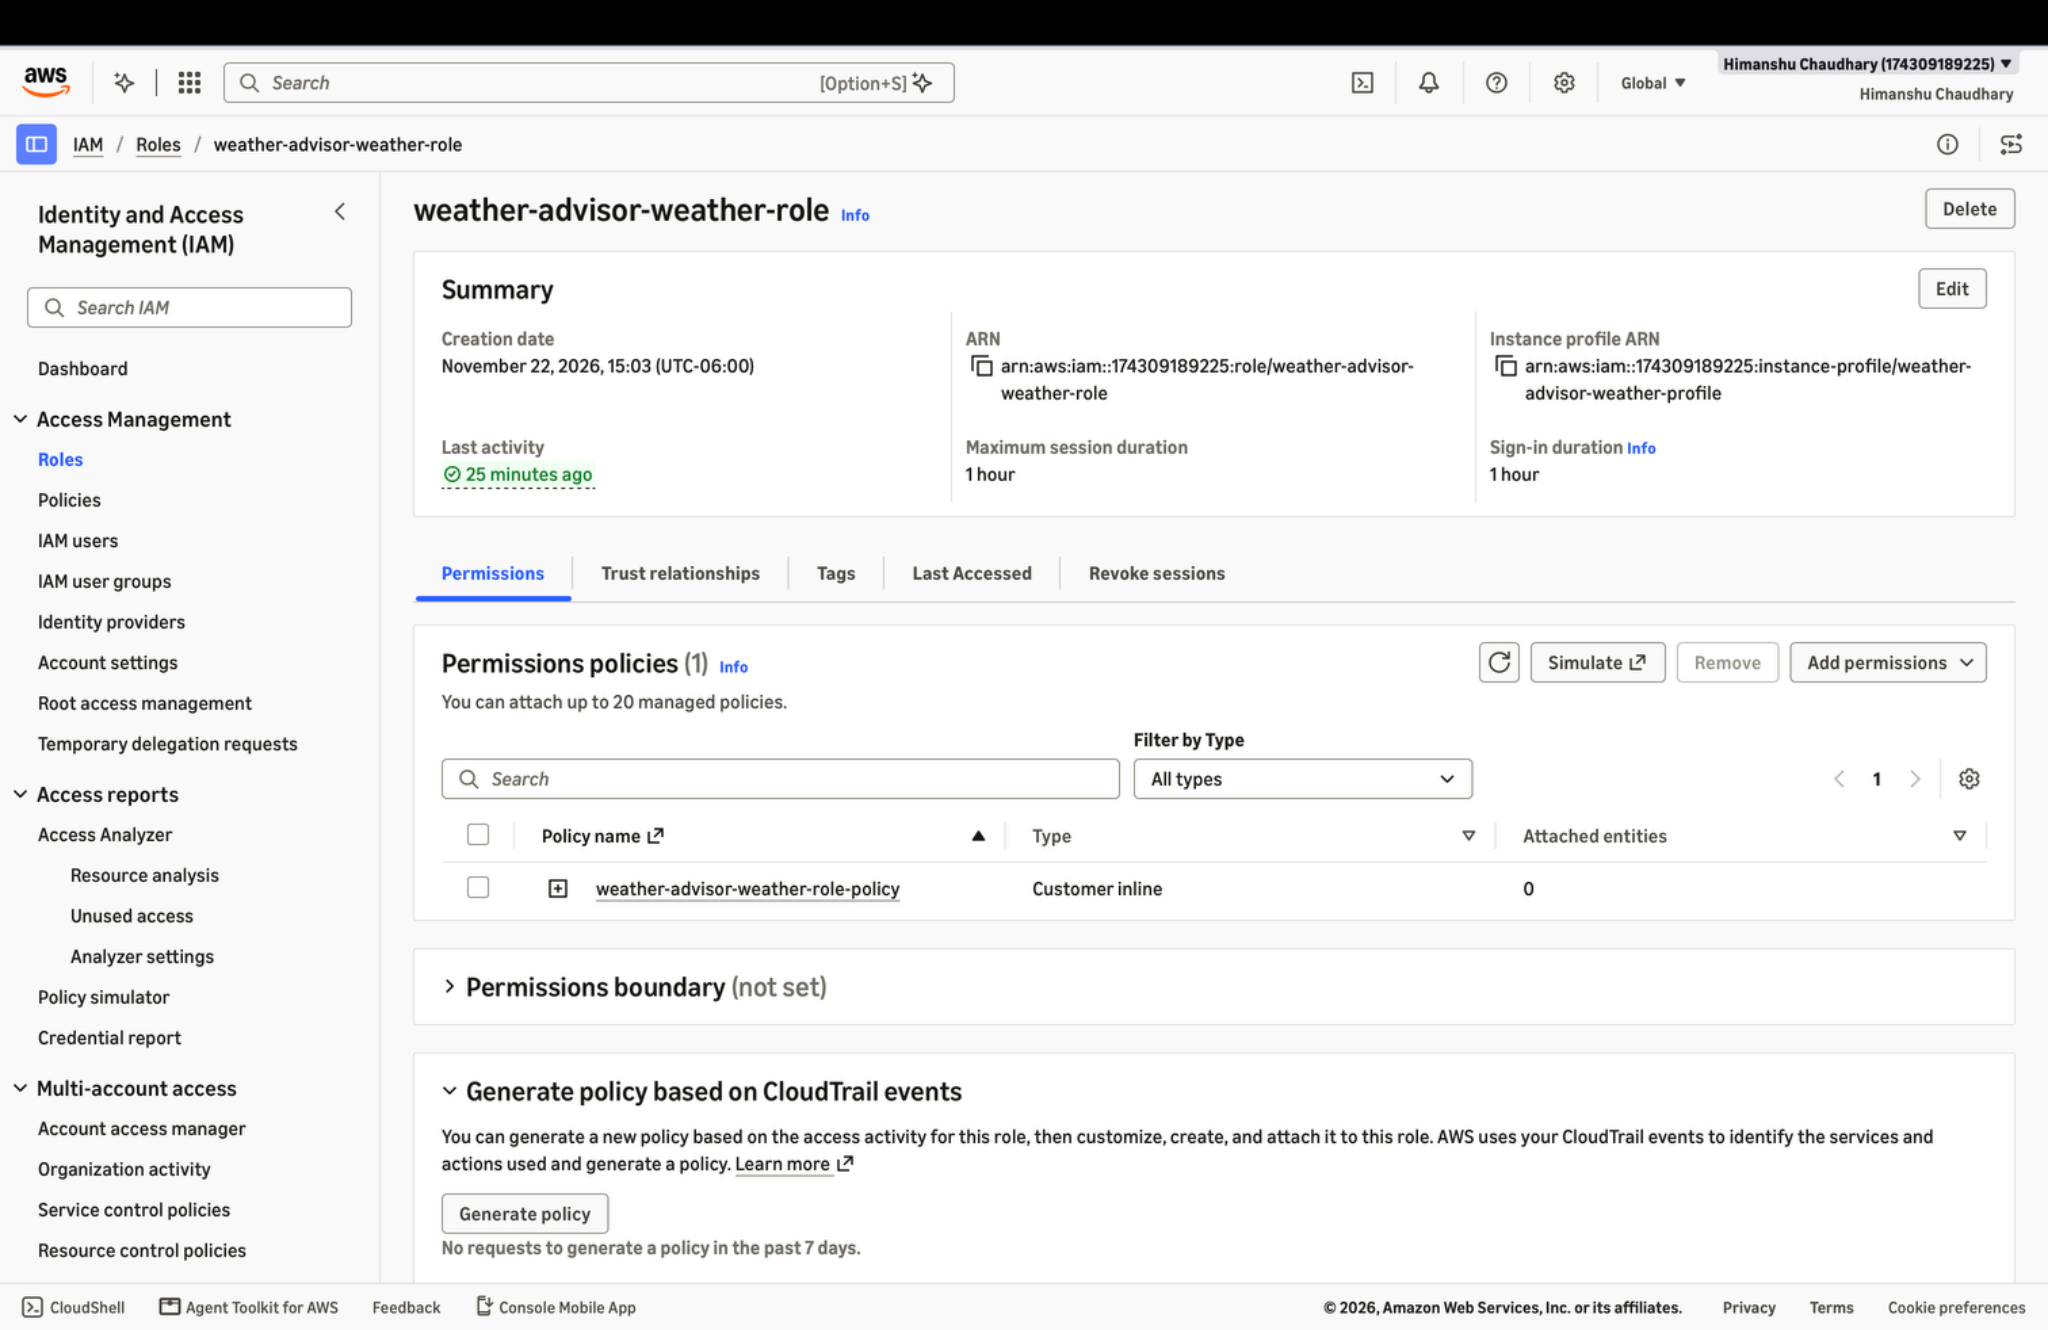 aws
Search
[Option+S]
Global
Himanshu Chaudhary (174309189225)
Himanshu Chaudhary
IAM / Roles / weather-advisor-weather-role
Identity and Access
Management (IAM)
Search IAM
Dashboard
Access Management
Roles
Policies
IAM users
IAM user groups
Identity providers
Account settings
Root access management
Temporary delegation requests
Access reports
Access Analyzer
Resource analysis
Unused access
Analyzer settings
Policy simulator
Credential report
Multi-account access
Account access manager
Organization activity
Service control policies
Resource control policies
weather-advisor-weather-role Info
Delete
Summary
Edit
Creation date
November 22, 2026, 15:03 (UTC-06:00)
ARN
arn:aws:iam::174309189225:role/weather-advisor-
weather-role
Instance profile ARN
arn:aws:iam::174309189225:instance-profile/weather-
advisor-weather-profile
Last activity
25 minutes ago
Maximum session duration
1 hour
Sign-in duration Info
1 hour
Permissions
Trust relationships
Tags
Last Accessed
Revoke sessions
Permissions policies (1) Info
You can attach up to 20 managed policies.
Simulate
Remove
Add permissions
Filter by Type
Search
All types
1
Policy name
Type
Attached entities
weather-advisor-weather-role-policy
Customer inline
0
Permissions boundary (not set)
Generate policy based on CloudTrail events
You can generate a new policy based on the access activity for this role, then customize, create, and attach it to this role. AWS uses your CloudTrail events to identify the services and
actions used and generate a policy. Learn more
Generate policy
No requests to generate a policy in the past 7 days.
CloudShell
Agent Toolkit for AWS
Feedback
Console Mobile App
© 2026, Amazon Web Services, Inc. or its affiliates.
Privacy
Terms
Cookie preferences